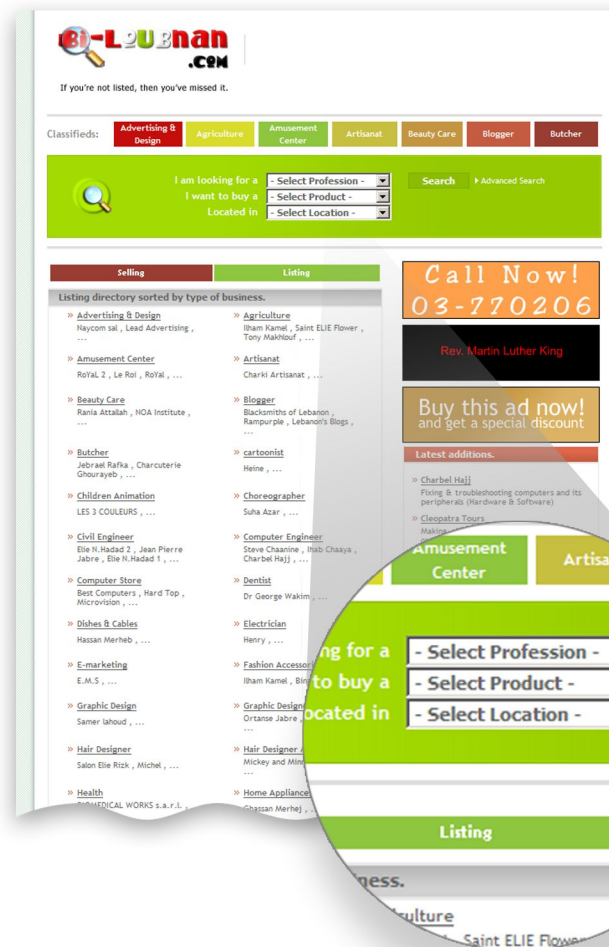 Bi-LOUBnan
.COM
If you're not listed, then you've missed it.
Classifieds: Advertising & Design Agriculture Amusement Center Artisanat Beauty Care Blogger Butcher
I am looking for a - Select Profession - Search Advanced Search
I want to buy a - Select Product -
Located in - Select Location -
Selling Listing
Listing directory sorted by type of business.
» Advertising & Design
Naycom sal , Lead Advertising ,
...
» Agriculture
Ilham Kamel , Saint ELIE Flower ,
Tony Makhlouf , ...
» Amusement Center
RoYaL 2 , Le Roi , RoYal , ...
» Artisanat
Charki Artisanat , ...
» Beauty Care
Rania Attallah , NOA Institute ,
...
» Blogger
Blacksmiths of Lebanon ,
Rampurple , Lebanon's Blogs ,
...
» Butcher
Jebrael Rafka , Charcuterie
Ghourayeb , ...
» cartoonist
Heine , ...
» Children Animation
LES 3 COULEURS , ...
» Choreographer
Suha Azar , ...
» Civil Engineer
Elie N.Hadad 2 , Jean Pierre
Jabre , Elie N.Hadad 1 , ...
» Computer Engineer
Steve Chaanine , Ihab Chaaya ,
Charbel Hajj , ...
» Computer Store
Best Computers , Hard Top ,
Microvision , ...
» Dentist
Dr George Wakim , ...
» Dishes & Cables
Hassan Merheb , ...
» Electrician
Henry , ...
» E-marketing
E.M.S , ...
» Fashion Accessori
Ilham Kamel , Bin
» Graphic Design
Samer lahoud , ...
» Graphic Design
Ortanse Jabre ,
...
» Hair Designer
Salon Elie Rizk , Michel , ...
» Hair Designer
Mickey and Minn
...
» Health
BIOMEDICAL WORKS s.a.r.l. ,
» Home Appliance
Ghassan Merhej , ..
Call Now!
03-770206
Rev. Martin Luther King
Buy this ad now!
and get a special discount
Latest additions.
» Charbel Hajj
Fixing & troubleshooting computers and its
peripherals (Hardware & Software)
» Cleopatra Tours
Making
Amusement Center Artisa
ng for a - Select Profession -
to buy a - Select Product -
ocated in - Select Location -
Listing
ness.
culture
Saint ELIE Flower